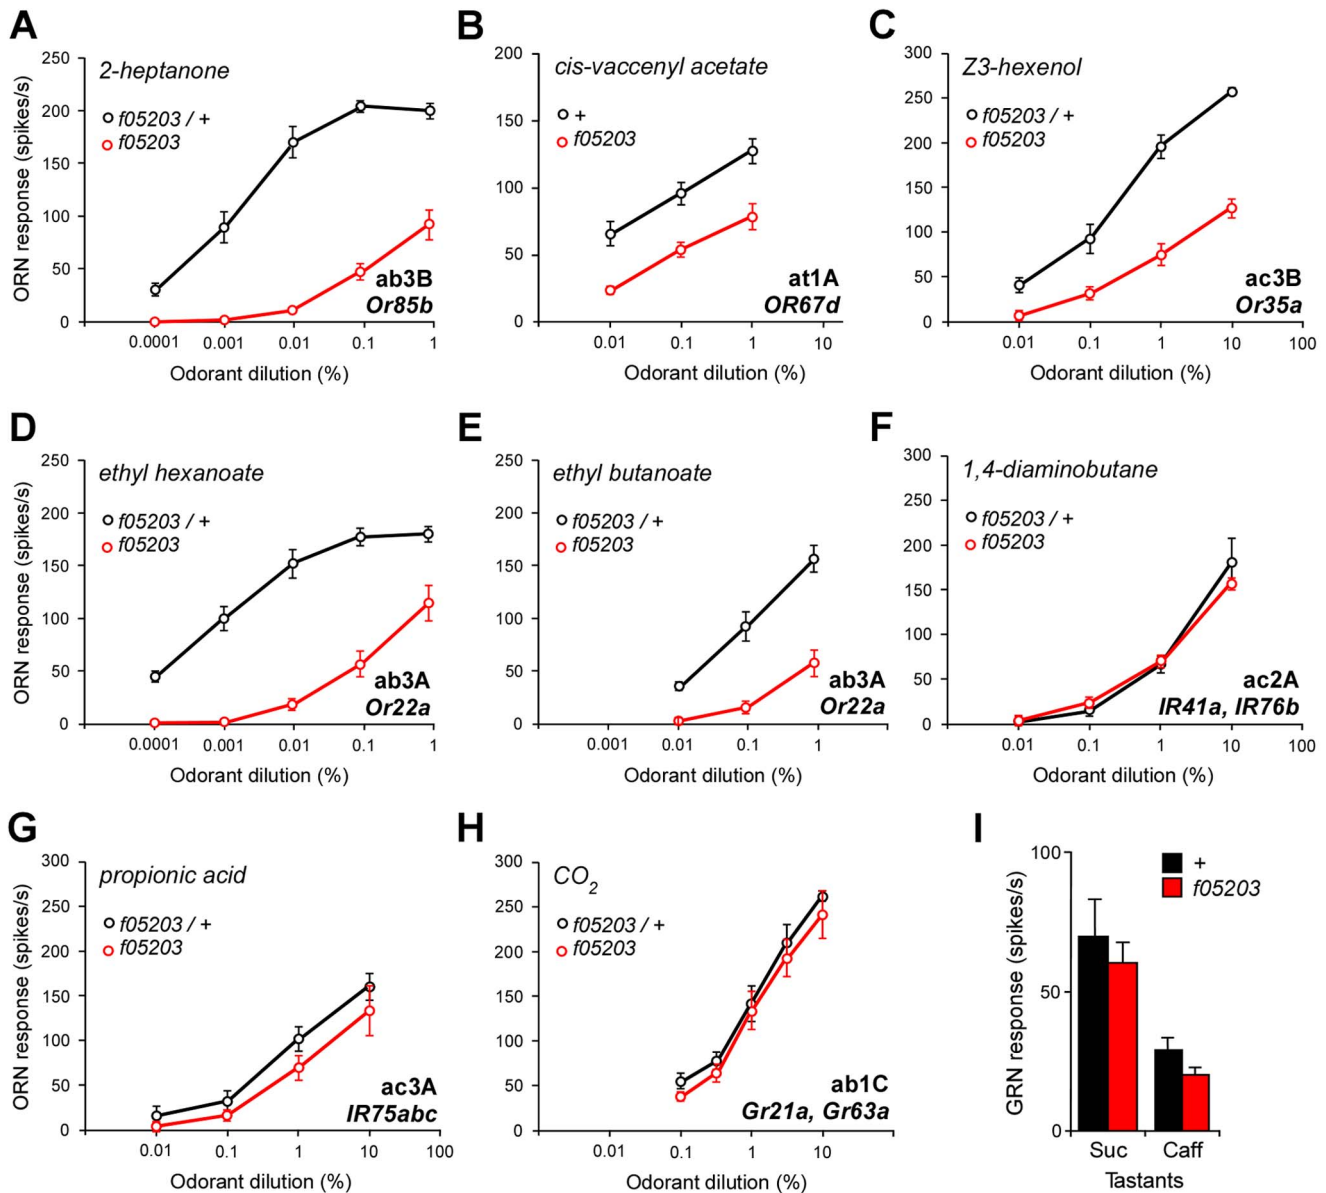 A
2-heptanone
f05203 / +
f05203
ORN response (spikes/s)
250
200
150
100
50
0
0.0001
0.001
0.01
0.1
1
Odorant dilution (%)
ab3B
Or85b
B
cis-vaccenyl acetate
+
f05203
200
150
100
50
0
0.01
0.1
1
10
Odorant dilution (%)
at1A
OR67d
C
Z3-hexenol
f05203 / +
f05203
300
250
200
150
100
50
0
0.01
0.1
1
10
100
Odorant dilution (%)
ac3B
Or35a
D
ethyl hexanoate
f05203 / +
f05203
ORN response (spikes/s)
250
200
150
100
50
0
0.0001
0.001
0.01
0.1
1
Odorant dilution (%)
ab3A
Or22a
E
ethyl butanoate
f05203 / +
f05203
250
200
150
100
50
0
0.001
0.01
0.1
1
Odorant dilution (%)
ab3A
Or22a
F
1,4-diaminobutane
f05203 / +
f05203
300
250
200
150
100
50
0
0.01
0.1
1
10
100
Odorant dilution (%)
ac2A
IR41a, IR76b
G
propionic acid
f05203 / +
f05203
ORN response (spikes/s)
300
250
200
150
100
50
0
0.01
0.1
1
10
100
Odorant dilution (%)
ac3A
IR75abc
H
CO2
f05203 / +
f05203
300
250
200
150
100
50
0
0.01
0.1
1
10
Odorant dilution (%)
ab1C
Gr21a, Gr63a
I
+
f05203
GRN response (spikes/s)
100
50
0
Suc
Caff
Tastants